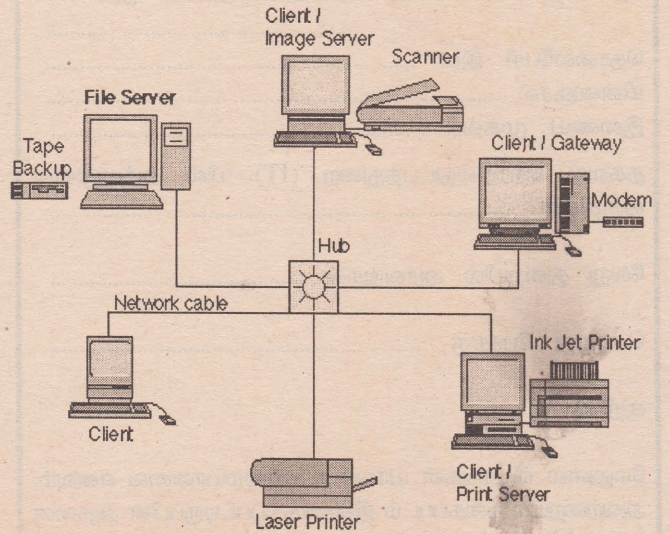 Client /
Image Server
Scanner
File Server
Tape
Backup
Client / Gateway
Modem
Hub
Network cable
Ink Jet Printer
Client
Client /
Print Server
Laser Printer